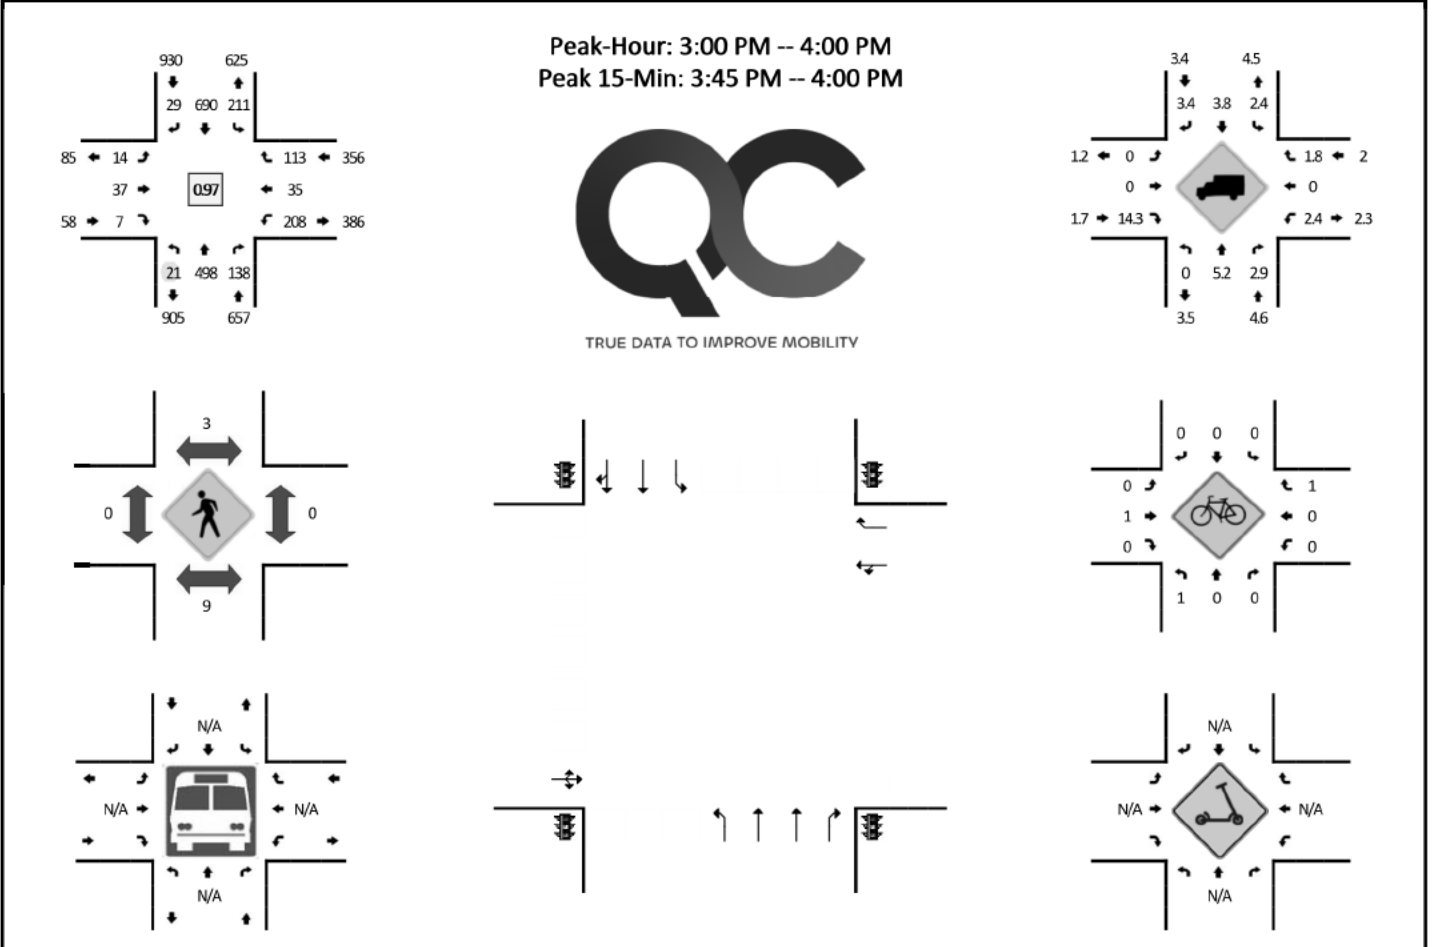 Peak-Hour: 3:00 PM -- 4:00 PM
Peak 15-Min: 3:45 PM -- 4:00 PM
930 625
29 690 211
85 14 113 356
37 0.97 35
58 7 208 386
21 498 138
905 657
QC
TRUE DATA TO IMPROVE MOBILITY
3.4 4.5
3.4 3.8 2.4
1.2 0 1.8 2
0 0
1.7 14.3 2.4 2.3
0 5.2 2.9
3.5 4.6
3
0 0
9
0 0 0
0 1
1 0
0 0
1 0 0
N/A
N/A N/A
N/A
N/A
N/A N/A
N/A